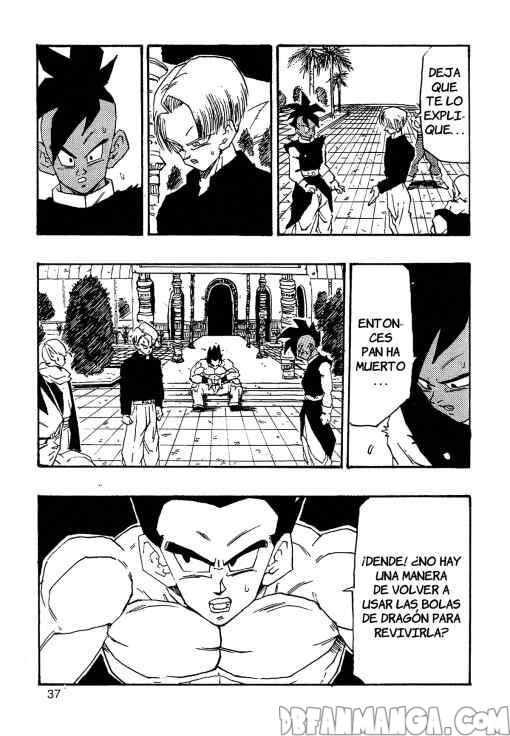 DEJA
QUE
TE LO
EXPLI-
QUE...
ENTON-
CES
PAN HA
MUERTO
...
¡DENDE! ¿NO HAY
UNA MANERA
DE VOLVER A
USAR LAS BOLAS
DE DRAGÓN PARA
REVIVIRLA?
37
DBFANMANGA.COM